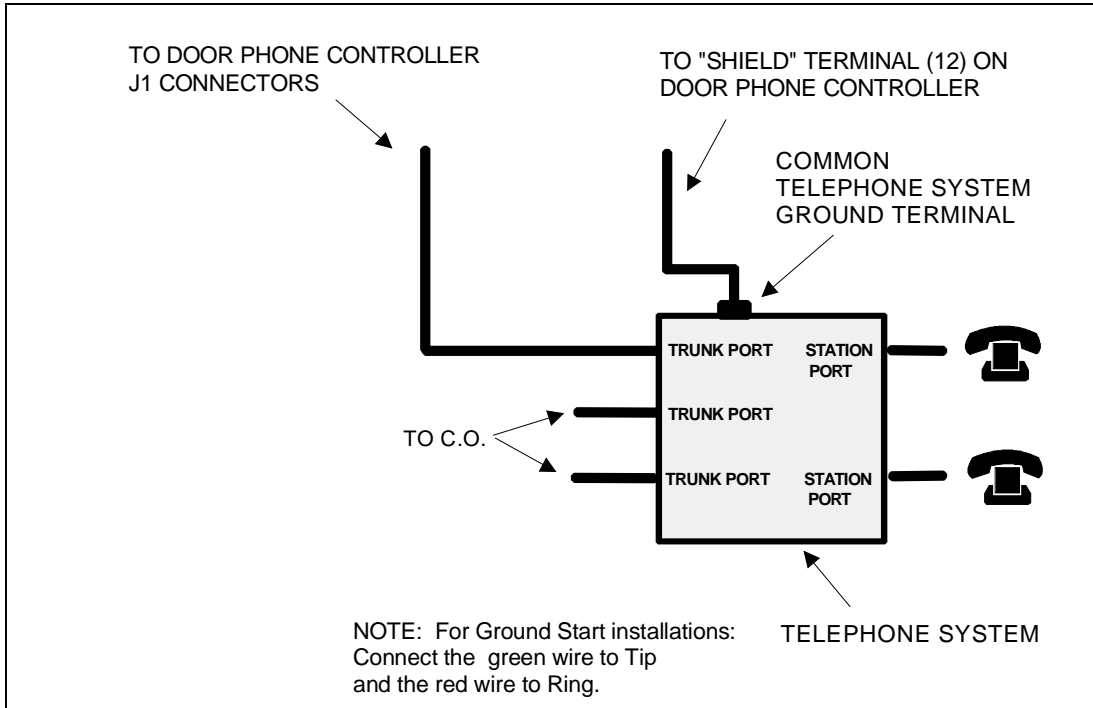 TO DOOR PHONE CONTROLLER
J1 CONNECTORS
TO "SHIELD" TERMINAL (12) ON
DOOR PHONE CONTROLLER
COMMON
TELEPHONE SYSTEM
GROUND TERMINAL
TRUNK PORT
STATION
PORT
TRUNK PORT
TO C.O.
TRUNK PORT
STATION
PORT
NOTE: For Ground Start installations:
Connect the green wire to Tip
and the red wire to Ring.
TELEPHONE SYSTEM